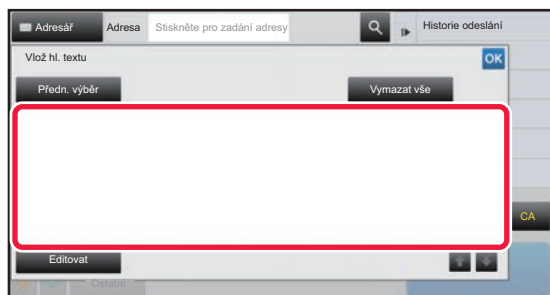 Adresář Adresa Stiskněte pro zadání adresy Historie odeslání
Vlož hl. textu OK
Předn. výběr Vymazat vše
CA
Editovat
Ostatní